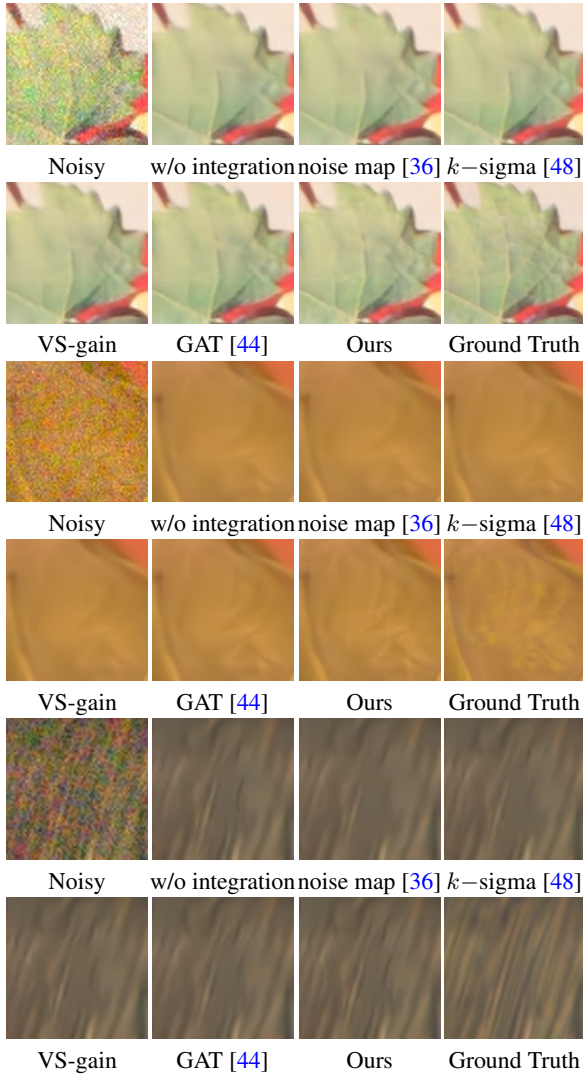 Noisy w/o integration noise map [36] k−sigma [48]
VS-gain GAT [44] Ours Ground Truth
Noisy w/o integration noise map [36] k−sigma [48]
VS-gain GAT [44] Ours Ground Truth
Noisy w/o integration noise map [36] k−sigma [48]
VS-gain GAT [44] Ours Ground Truth